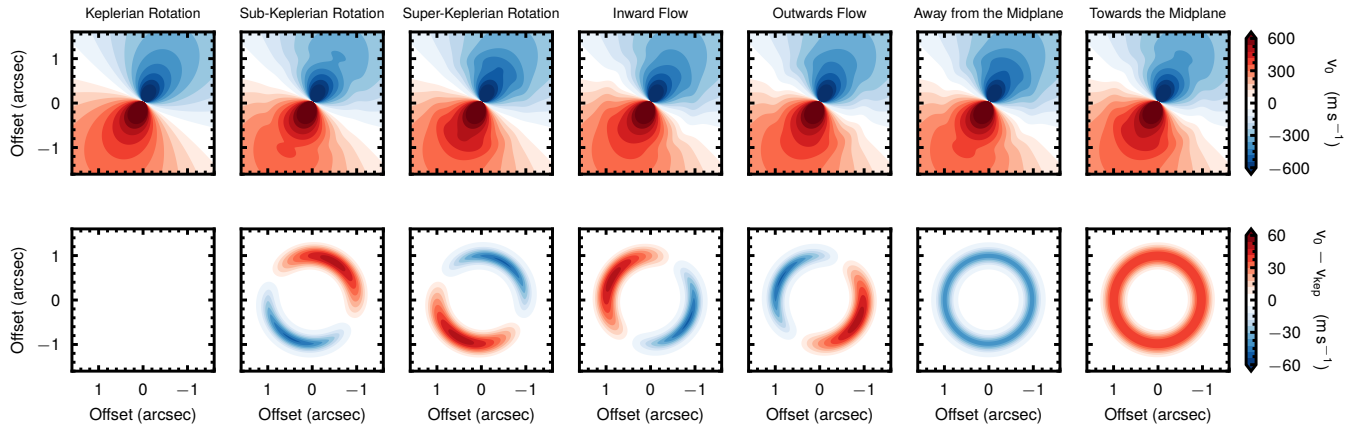 Keplerian Rotation Sub-Keplerian Rotation Super-Keplerian Rotation Inward Flow Outwards Flow Away from the Midplane Towards the Midplane
Offset (arcsec)
1
0
−1
600
300
0
−300
−600
v₀ (m s⁻¹)
Offset (arcsec)
1
0
−1
60
30
0
−30
−60
v₀ − vₖₑₚ (m s⁻¹)
1 0 −1 1 0 −1 1 0 −1 1 0 −1 1 0 −1 1 0 −1 1 0 −1
Offset (arcsec) Offset (arcsec) Offset (arcsec) Offset (arcsec) Offset (arcsec) Offset (arcsec) Offset (arcsec)